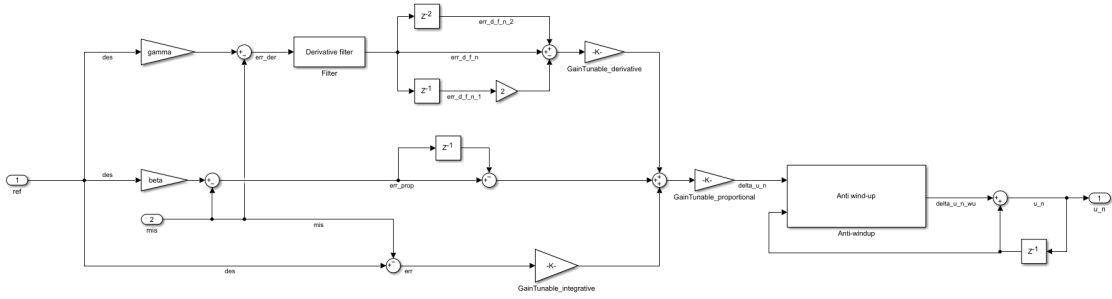 z-2
err_d_f_n_2
des
gamma
+
−
err_der
Derivative filter
Filter
err_d_f_n
+
+
−
-K-
GainTunable_derivative
z-1
err_d_f_n_1
2
z-1
1
ref
des
beta
+
−
err_prop
−
+
+
+
+
-K-
GainTunable_proportional
delta_u_n
Anti wind-up
Anti-windup
delta_u_n_wu
+
+
u_n
1
u_n
2
mis
mis
z-1
des
+
−
err
-K-
GainTunable_integrative